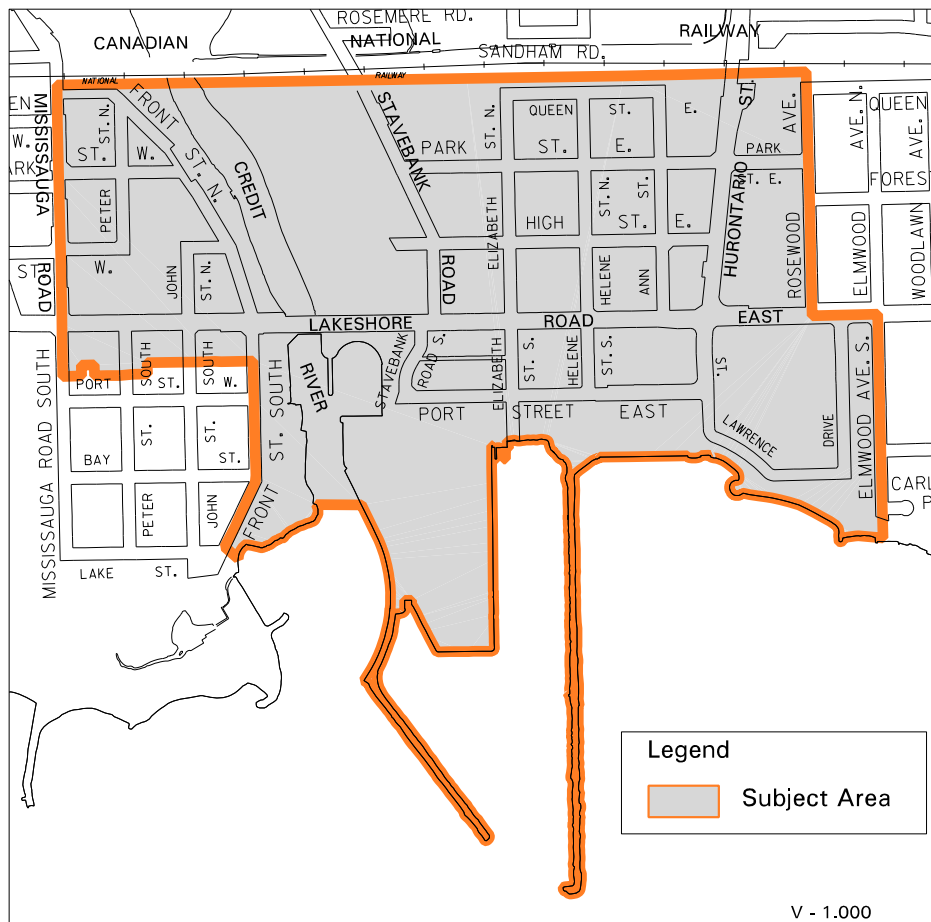 ROSEMERE RD.
CANADIAN NATIONAL RAILWAY
SANDHAM RD.
NATIONAL RAILWAY
MISSISSAUGA ROAD
FRONT ST. N.
CREDIT
STAVEBANK
ROAD
ST. N.
ELIZABETH
QUEEN ST. E.
HURONTARIO ST.
AVE.
ROSEWOOD
AVE. N.
ELMWOOD
QUEEN
AVE.
WOODLAWN
FOREST
EN
W.
ARK
ST. N.
PETER
ST. W.
PARK ST. E.
PARK
ST. E.
HIGH ST. E.
ST. N.
HELENE
ST.
ANN
ST.
W.
JOHN
ST. N.
LAKESHORE ROAD EAST
RIVER
STAVEBANK
ROAD S.
ELIZABETH
ST. S.
HELENE
ST. S.
ST.
PORT STREET EAST
LAWRENCE
DRIVE
ELMWOOD AVE. S.
CARL
P
MISSISSAUGA ROAD SOUTH
PORT ST. W.
SOUTH
ST.
PETER
SOUTH
ST.
JOHN
BAY ST.
FRONT ST. SOUTH
LAKE ST.
Legend
Subject Area
V - 1.000